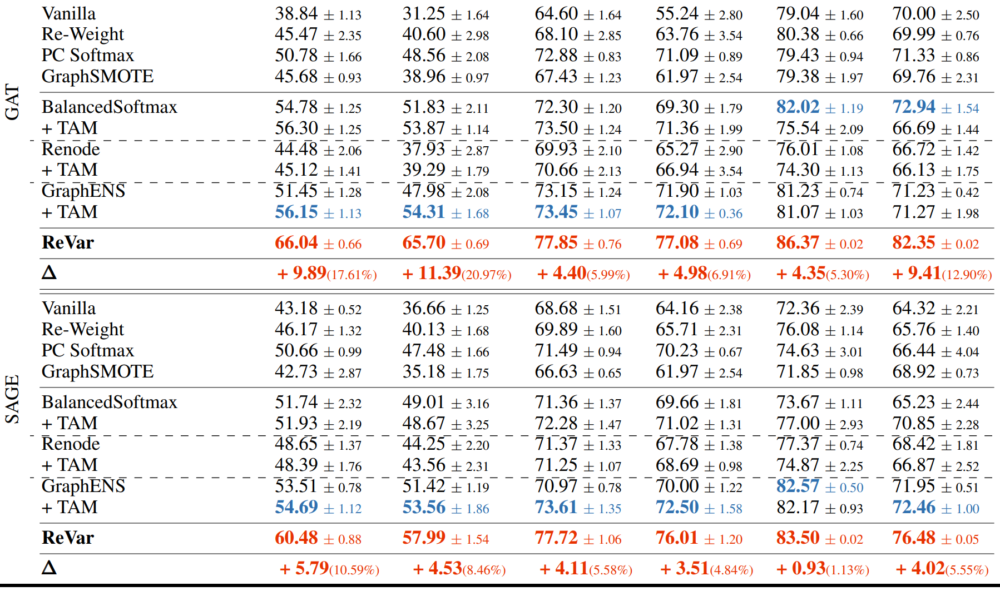 GAT
Vanilla 38.84 ± 1.13 31.25 ± 1.64 64.60 ± 1.64 55.24 ± 2.80 79.04 ± 1.60 70.00 ± 2.50
Re-Weight 45.47 ± 2.35 40.60 ± 2.98 68.10 ± 2.85 63.76 ± 3.54 80.38 ± 0.66 69.99 ± 0.76
PC Softmax 50.78 ± 1.66 48.56 ± 2.08 72.88 ± 0.83 71.09 ± 0.89 79.43 ± 0.94 71.33 ± 0.86
GraphSMOTE 45.68 ± 0.93 38.96 ± 0.97 67.43 ± 1.23 61.97 ± 2.54 79.38 ± 1.97 69.76 ± 2.31
BalancedSoftmax 54.78 ± 1.25 51.83 ± 2.11 72.30 ± 1.20 69.30 ± 1.79 82.02 ± 1.19 72.94 ± 1.54
+ TAM 56.30 ± 1.25 53.87 ± 1.14 73.50 ± 1.24 71.36 ± 1.99 75.54 ± 2.09 66.69 ± 1.44
Renode 44.48 ± 2.06 37.93 ± 2.87 69.93 ± 2.10 65.27 ± 2.90 76.01 ± 1.08 66.72 ± 1.42
+ TAM 45.12 ± 1.41 39.29 ± 1.79 70.66 ± 2.13 66.94 ± 3.54 74.30 ± 1.13 66.13 ± 1.75
GraphENS 51.45 ± 1.28 47.98 ± 2.08 73.15 ± 1.24 71.90 ± 1.03 81.23 ± 0.74 71.23 ± 0.42
+ TAM 56.15 ± 1.13 54.31 ± 1.68 73.45 ± 1.07 72.10 ± 0.36 81.07 ± 1.03 71.27 ± 1.98
ReVar 66.04 ± 0.66 65.70 ± 0.69 77.85 ± 0.76 77.08 ± 0.69 86.37 ± 0.02 82.35 ± 0.02
Δ + 9.89(17.61%) + 11.39(20.97%) + 4.40(5.99%) + 4.98(6.91%) + 4.35(5.30%) + 9.41(12.90%)
SAGE
Vanilla 43.18 ± 0.52 36.66 ± 1.25 68.68 ± 1.51 64.16 ± 2.38 72.36 ± 2.39 64.32 ± 2.21
Re-Weight 46.17 ± 1.32 40.13 ± 1.68 69.89 ± 1.60 65.71 ± 2.31 76.08 ± 1.14 65.76 ± 1.40
PC Softmax 50.66 ± 0.99 47.48 ± 1.66 71.49 ± 0.94 70.23 ± 0.67 74.63 ± 3.01 66.44 ± 4.04
GraphSMOTE 42.73 ± 2.87 35.18 ± 1.75 66.63 ± 0.65 61.97 ± 2.54 71.85 ± 0.98 68.92 ± 0.73
BalancedSoftmax 51.74 ± 2.32 49.01 ± 3.16 71.36 ± 1.37 69.66 ± 1.81 73.67 ± 1.11 65.23 ± 2.44
+ TAM 51.93 ± 2.19 48.67 ± 3.25 72.28 ± 1.47 71.02 ± 1.31 77.00 ± 2.93 70.85 ± 2.28
Renode 48.65 ± 1.37 44.25 ± 2.20 71.37 ± 1.33 67.78 ± 1.38 77.37 ± 0.74 68.42 ± 1.81
+ TAM 48.39 ± 1.76 43.56 ± 2.31 71.25 ± 1.07 68.69 ± 0.98 74.87 ± 2.25 66.87 ± 2.52
GraphENS 53.51 ± 0.78 51.42 ± 1.19 70.97 ± 0.78 70.00 ± 1.22 82.57 ± 0.50 71.95 ± 0.51
+ TAM 54.69 ± 1.12 53.56 ± 1.86 73.61 ± 1.35 72.50 ± 1.58 82.17 ± 0.93 72.46 ± 1.00
ReVar 60.48 ± 0.88 57.99 ± 1.54 77.72 ± 1.06 76.01 ± 1.20 83.50 ± 0.02 76.48 ± 0.05
Δ + 5.79(10.59%) + 4.53(8.46%) + 4.11(5.58%) + 3.51(4.84%) + 0.93(1.13%) + 4.02(5.55%)